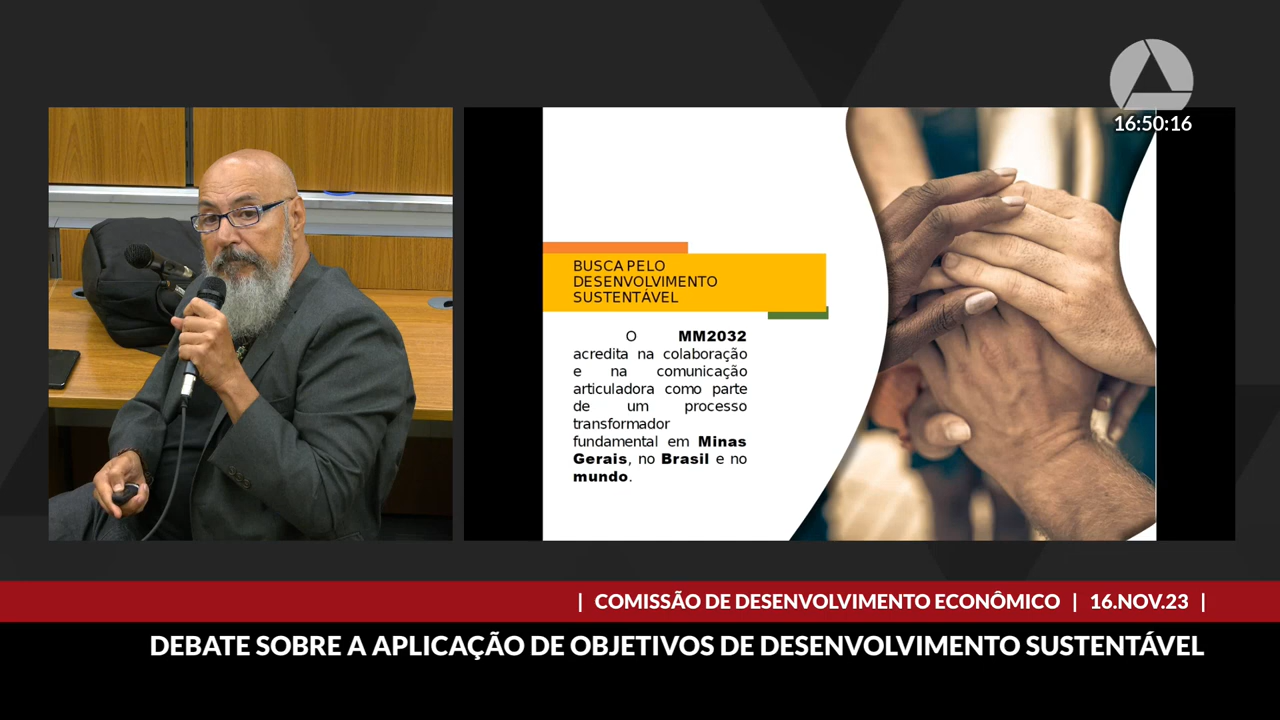 16:50:16
BUSCA PELO
DESENVOLVIMENTO
SUSTENTÁVEL
O MM2032
acredita na colaboração
e na comunicação
articuladora como parte
de um processo
transformador
fundamental em Minas
Gerais, no Brasil e no
mundo.
| COMISSÃO DE DESENVOLVIMENTO ECONÔMICO | 16.NOV.23 |
DEBATE SOBRE A APLICAÇÃO DE OBJETIVOS DE DESENVOLVIMENTO SUSTENTÁVEL